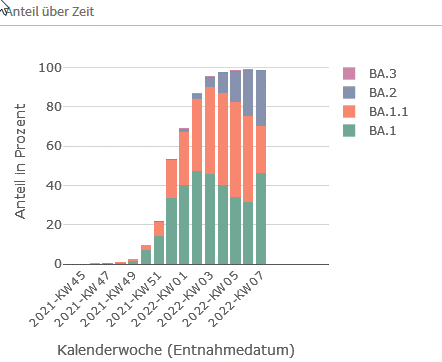 Anteil über Zeit
100
80
60
40
20
0
Anteil in Prozent
BA.3
BA.2
BA.1.1
BA.1
2021-KW45
2021-KW47
2021-KW49
2021-KW51
2022-KW01
2022-KW03
2022-KW05
2022-KW07
Kalenderwoche (Entnahmedatum)